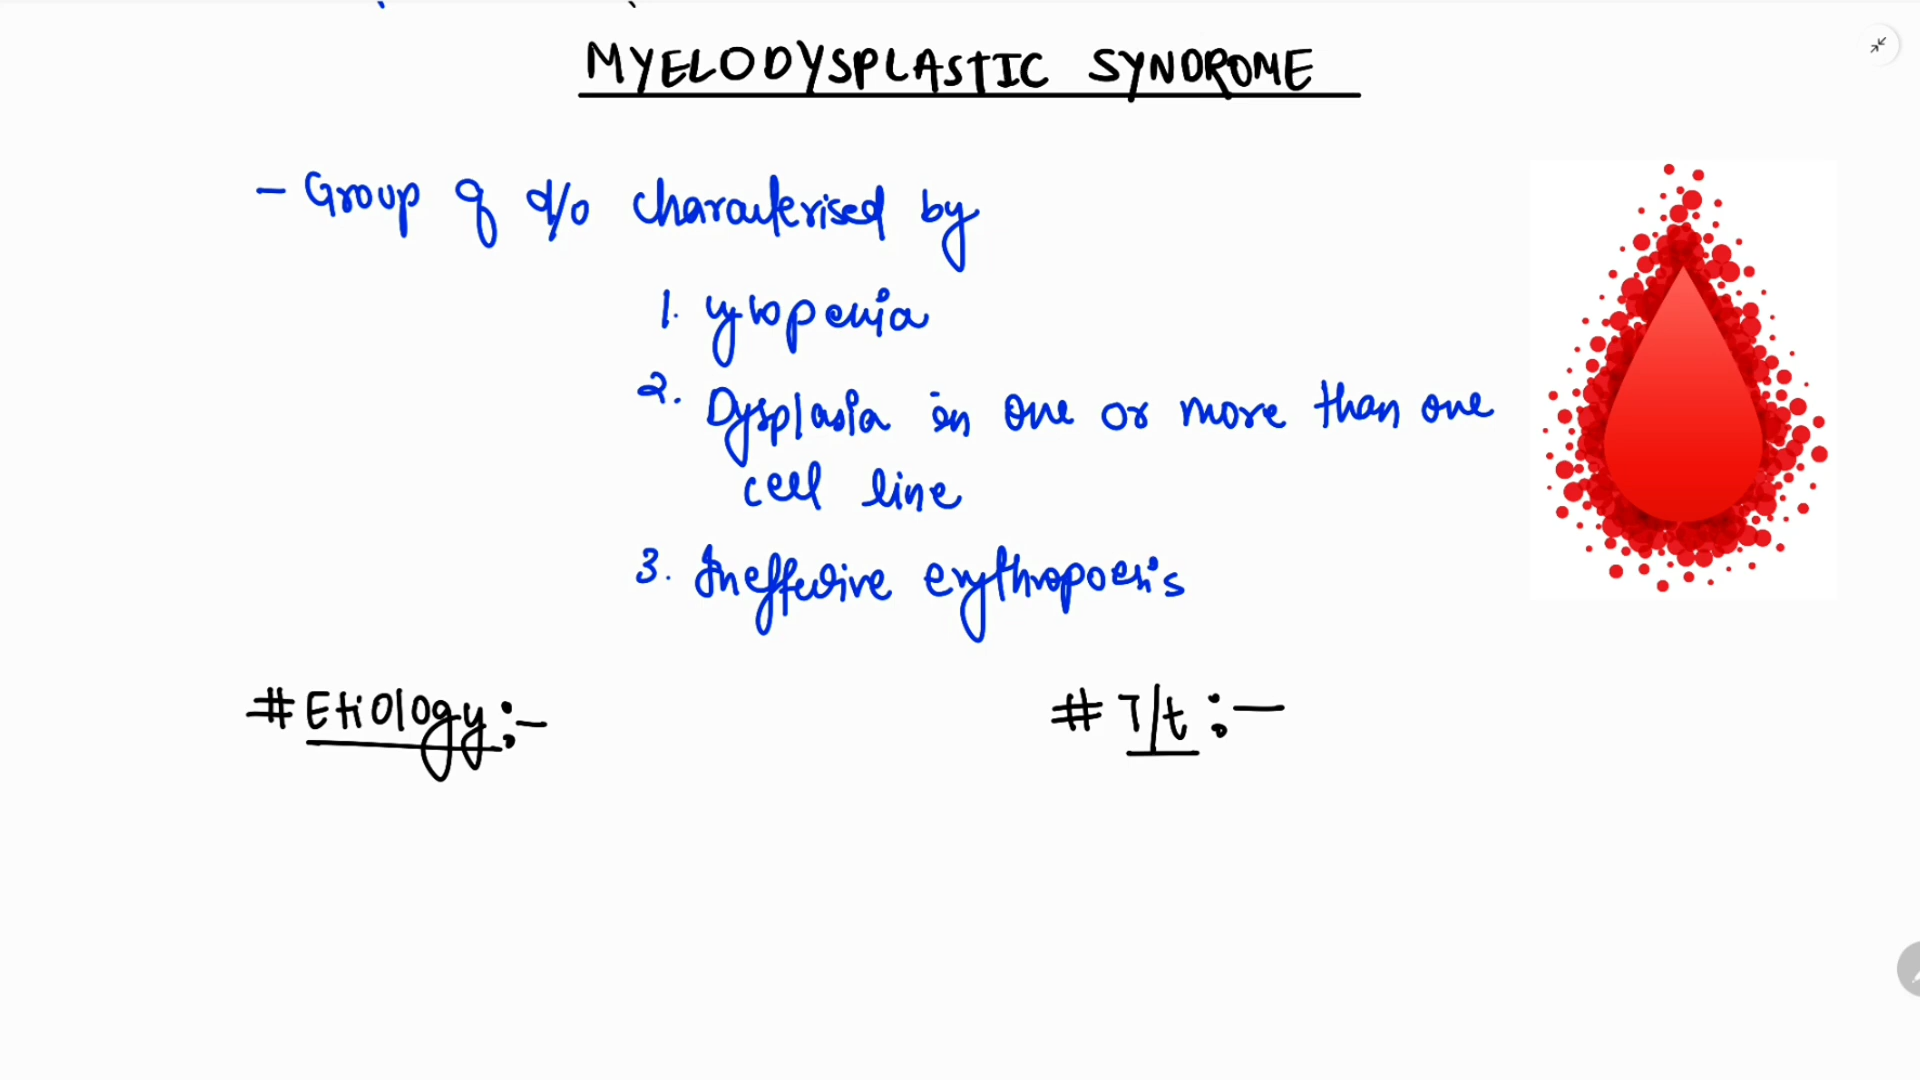 MYELODYSPLASTIC SYNDROME
- Group of d/o characterised by
1. Cytopenia
2. Dysplasia in one or more than one
cell line
3. Ineffective erythropoesis
# Etiology :-
# T/t :-